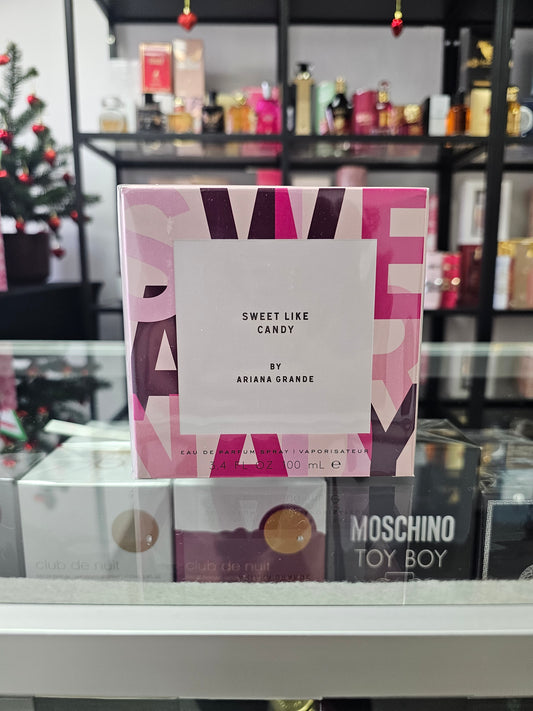 SWE
SWEET LIKE
CANDY
BY
ARIANA GRANDE
EAU DE PARFUM SPRAY | VAPORISATEUR
3.4 FL OZ 100 mL ℮
club de nuit
club de nuit
MOSCHINO
TOY BOY